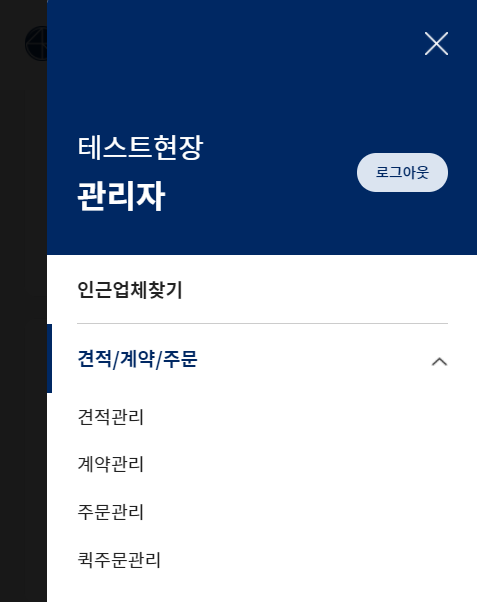 테스트현장
관리자
로그아웃
인근업체찾기
견적/계약/주문
견적관리
계약관리
주문관리
퀵주문관리